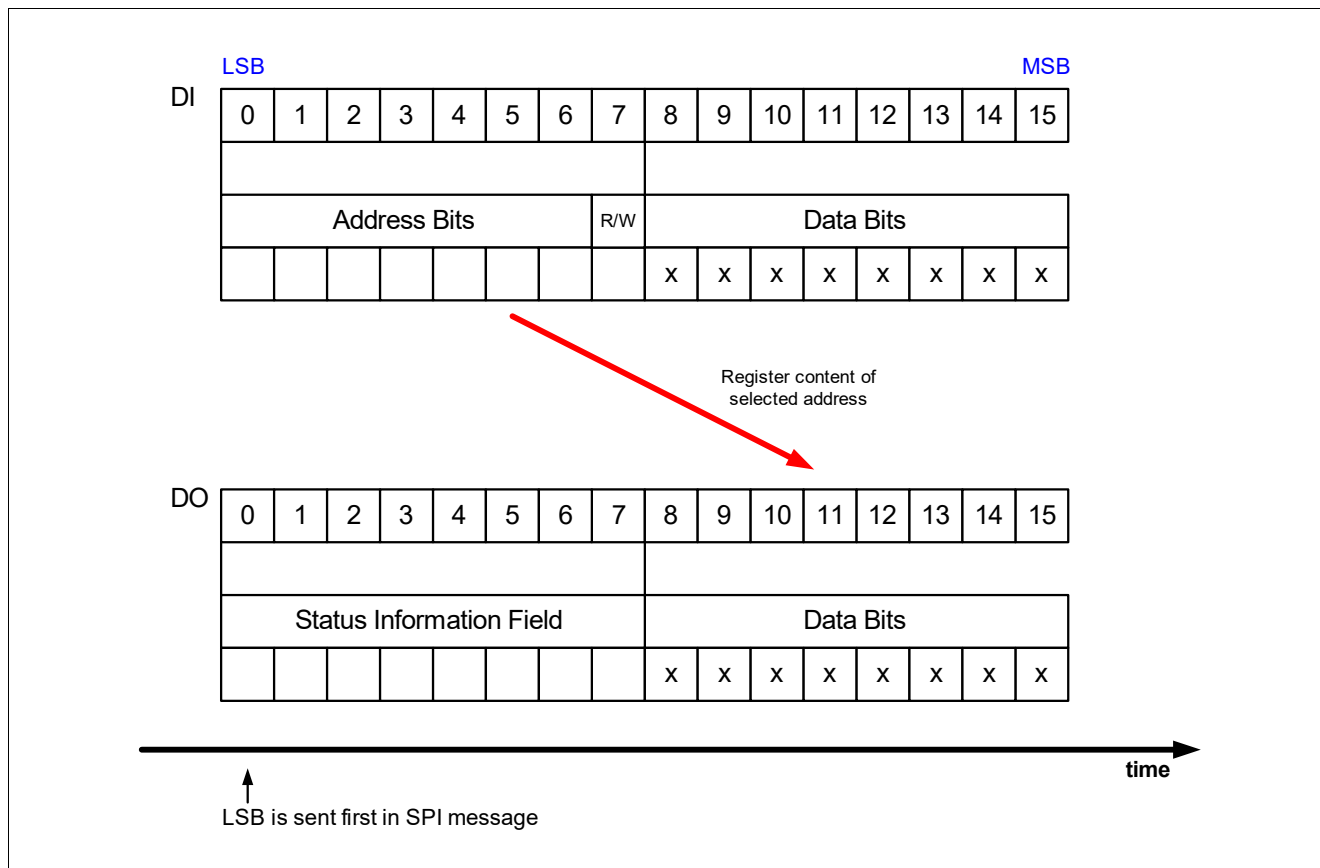 LSB MSB
DI 0 1 2 3 4 5 6 7 8 9 10 11 12 13 14 15
Address Bits R/W Data Bits
x x x x x x x x
Register content of
selected address
DO 0 1 2 3 4 5 6 7 8 9 10 11 12 13 14 15
Status Information Field Data Bits
x x x x x x x x
time
LSB is sent first in SPI message